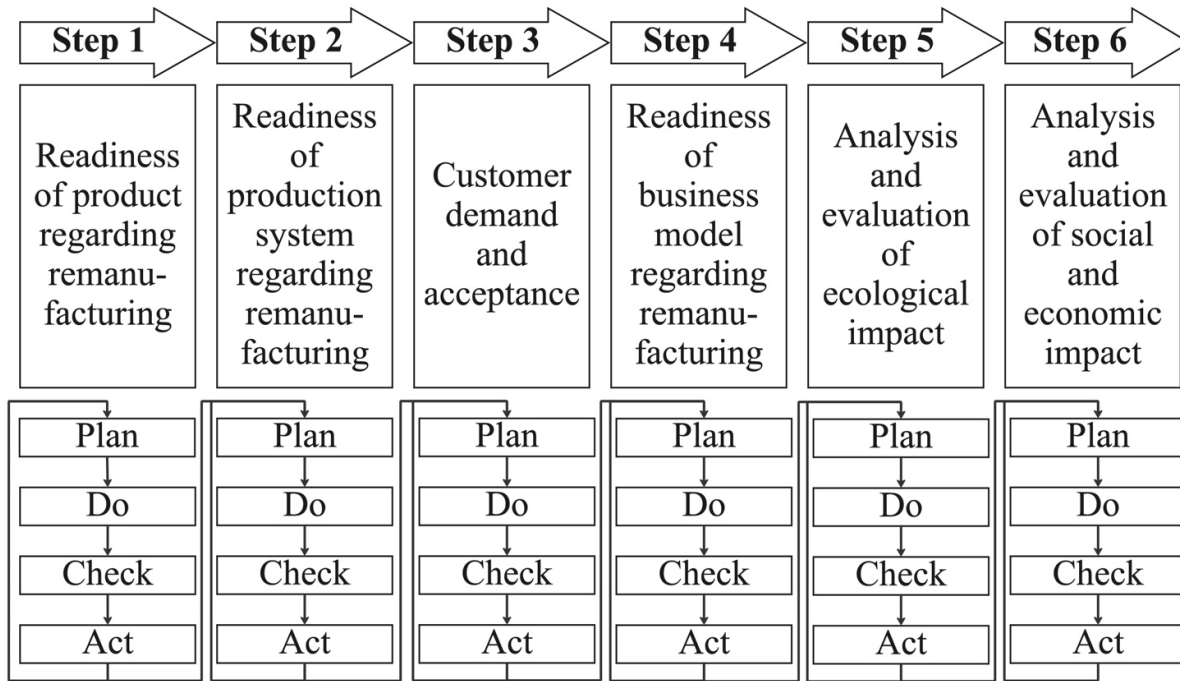 Step 1
Step 2
Step 3
Step 4
Step 5
Step 6
Readiness
of product
regarding
remanu-
facturing
Readiness
of
production
system
regarding
remanu-
facturing
Customer
demand
and
acceptance
Readiness
of
business
model
regarding
remanu-
facturing
Analysis
and
evaluation
of
ecological
impact
Analysis
and
evaluation
of social
and
economic
impact
Plan
Do
Check
Act
Plan
Do
Check
Act
Plan
Do
Check
Act
Plan
Do
Check
Act
Plan
Do
Check
Act
Plan
Do
Check
Act